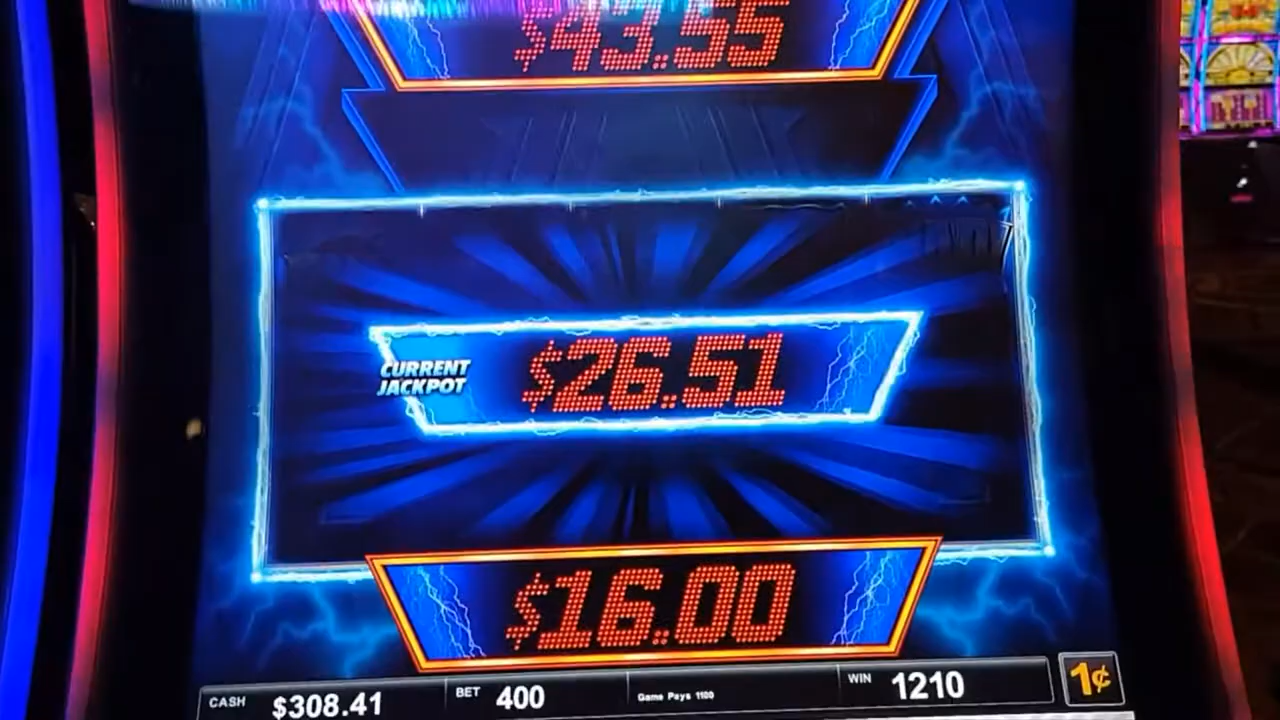 $43.55
CURRENT
JACKPOT
$26.51
$16.00
CASH $308.41 BET 400 Game Pays 1100 WIN 1210 1¢